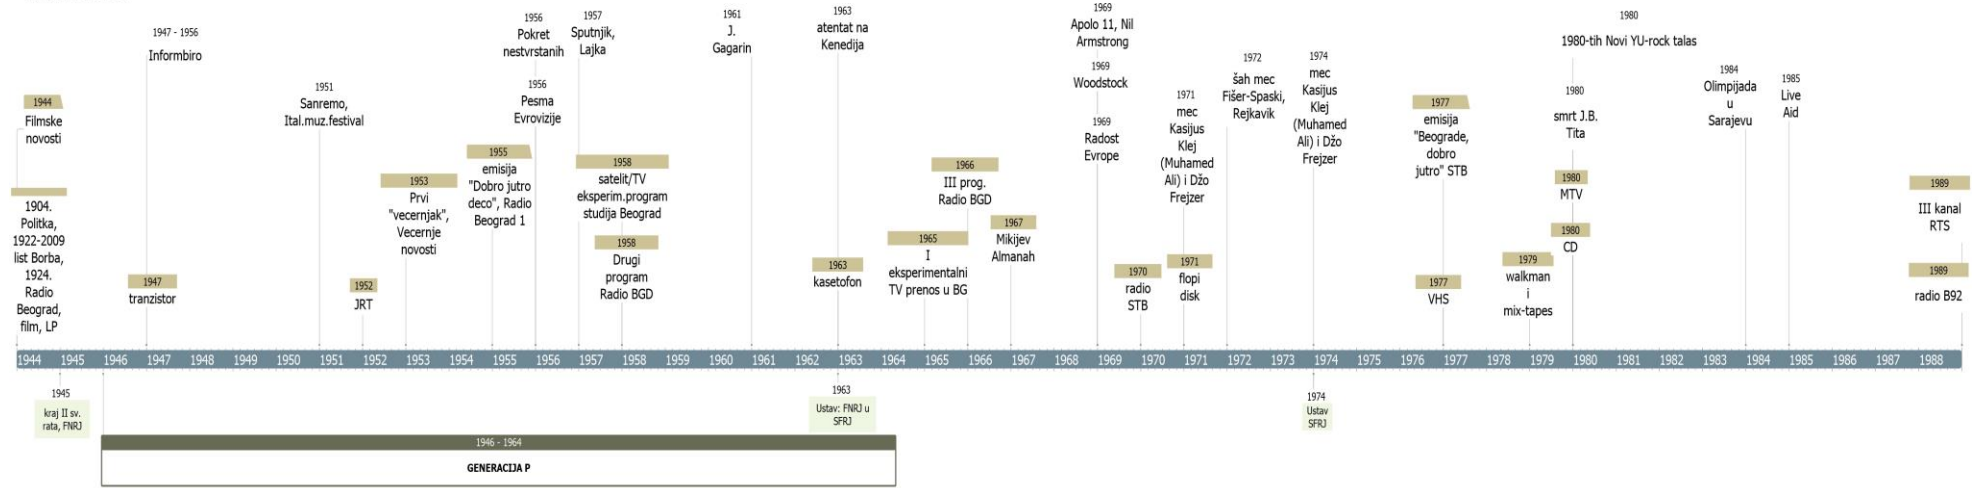 1944
Filmske
novosti
1904.
Politka,
1922-2009
list Borba,
1924.
Radio
Beograd,
film, LP
1947 - 1956
Informbiro
1947
tranzistor
1951
Sanremo,
Ital.muz.festival
1952
JRT
1953
Prvi
"vecernjak",
Vecernje
novosti
1955
emisija
"Dobro jutro
deco", Radio
Beograd 1
1956
Pokret
nestvrstanih
1956
Pesma
Evrovizije
1957
Sputnjik,
Lajka
1958
satelit/TV
eksperim.program
studija Beograd
1958
Drugi
program
Radio BGD
1961
J.
Gagarin
1963
atentat na
Kenedija
1963
kasetofon
1965
I
eksperimentalni
TV prenos u BG
1966
III prog.
Radio BGD
1967
Mikijev
Almanah
1969
Apolo 11, Nil
Armstrong
1969
Woodstock
1969
Radost
Evrope
1970
radio
STB
1971
mec
Kasijus
Klej
(Muhamed
Ali) i Džo
Frejzer
1971
flopi
disk
1972
šah mec
Fišer-Spaski,
Rejkavik
1974
mec
Kasijus
Klej
(Muhamed
Ali) i Džo
Frejzer
1977
emisija
"Beograde,
dobro
jutro" STB
1977
VHS
1979
walkman
i
mix-tapes
1980
1980-tih Novi YU-rock talas
1980
smrt J.B.
Tita
1980
MTV
1980
CD
1984
Olimpijada
u
Sarajevu
1985
Live
Aid
1989
III kanal
RTS
1989
radio B92
1944 1945 1946 1947 1948 1949 1950 1951 1952 1953 1954 1955 1956 1957 1958 1959 1960 1961 1962 1963 1964 1965 1966 1967 1968 1969 1970 1971 1972 1973 1974 1975 1976 1977 1978 1979 1980 1981 1982 1983 1984 1985 1986 1987 1988
1945
kraj II sv.
rata, FNRJ
1963
Ustav: FNRJ u
SFRJ
1974
Ustav
SFRJ
1946 - 1964
GENERACIJA P